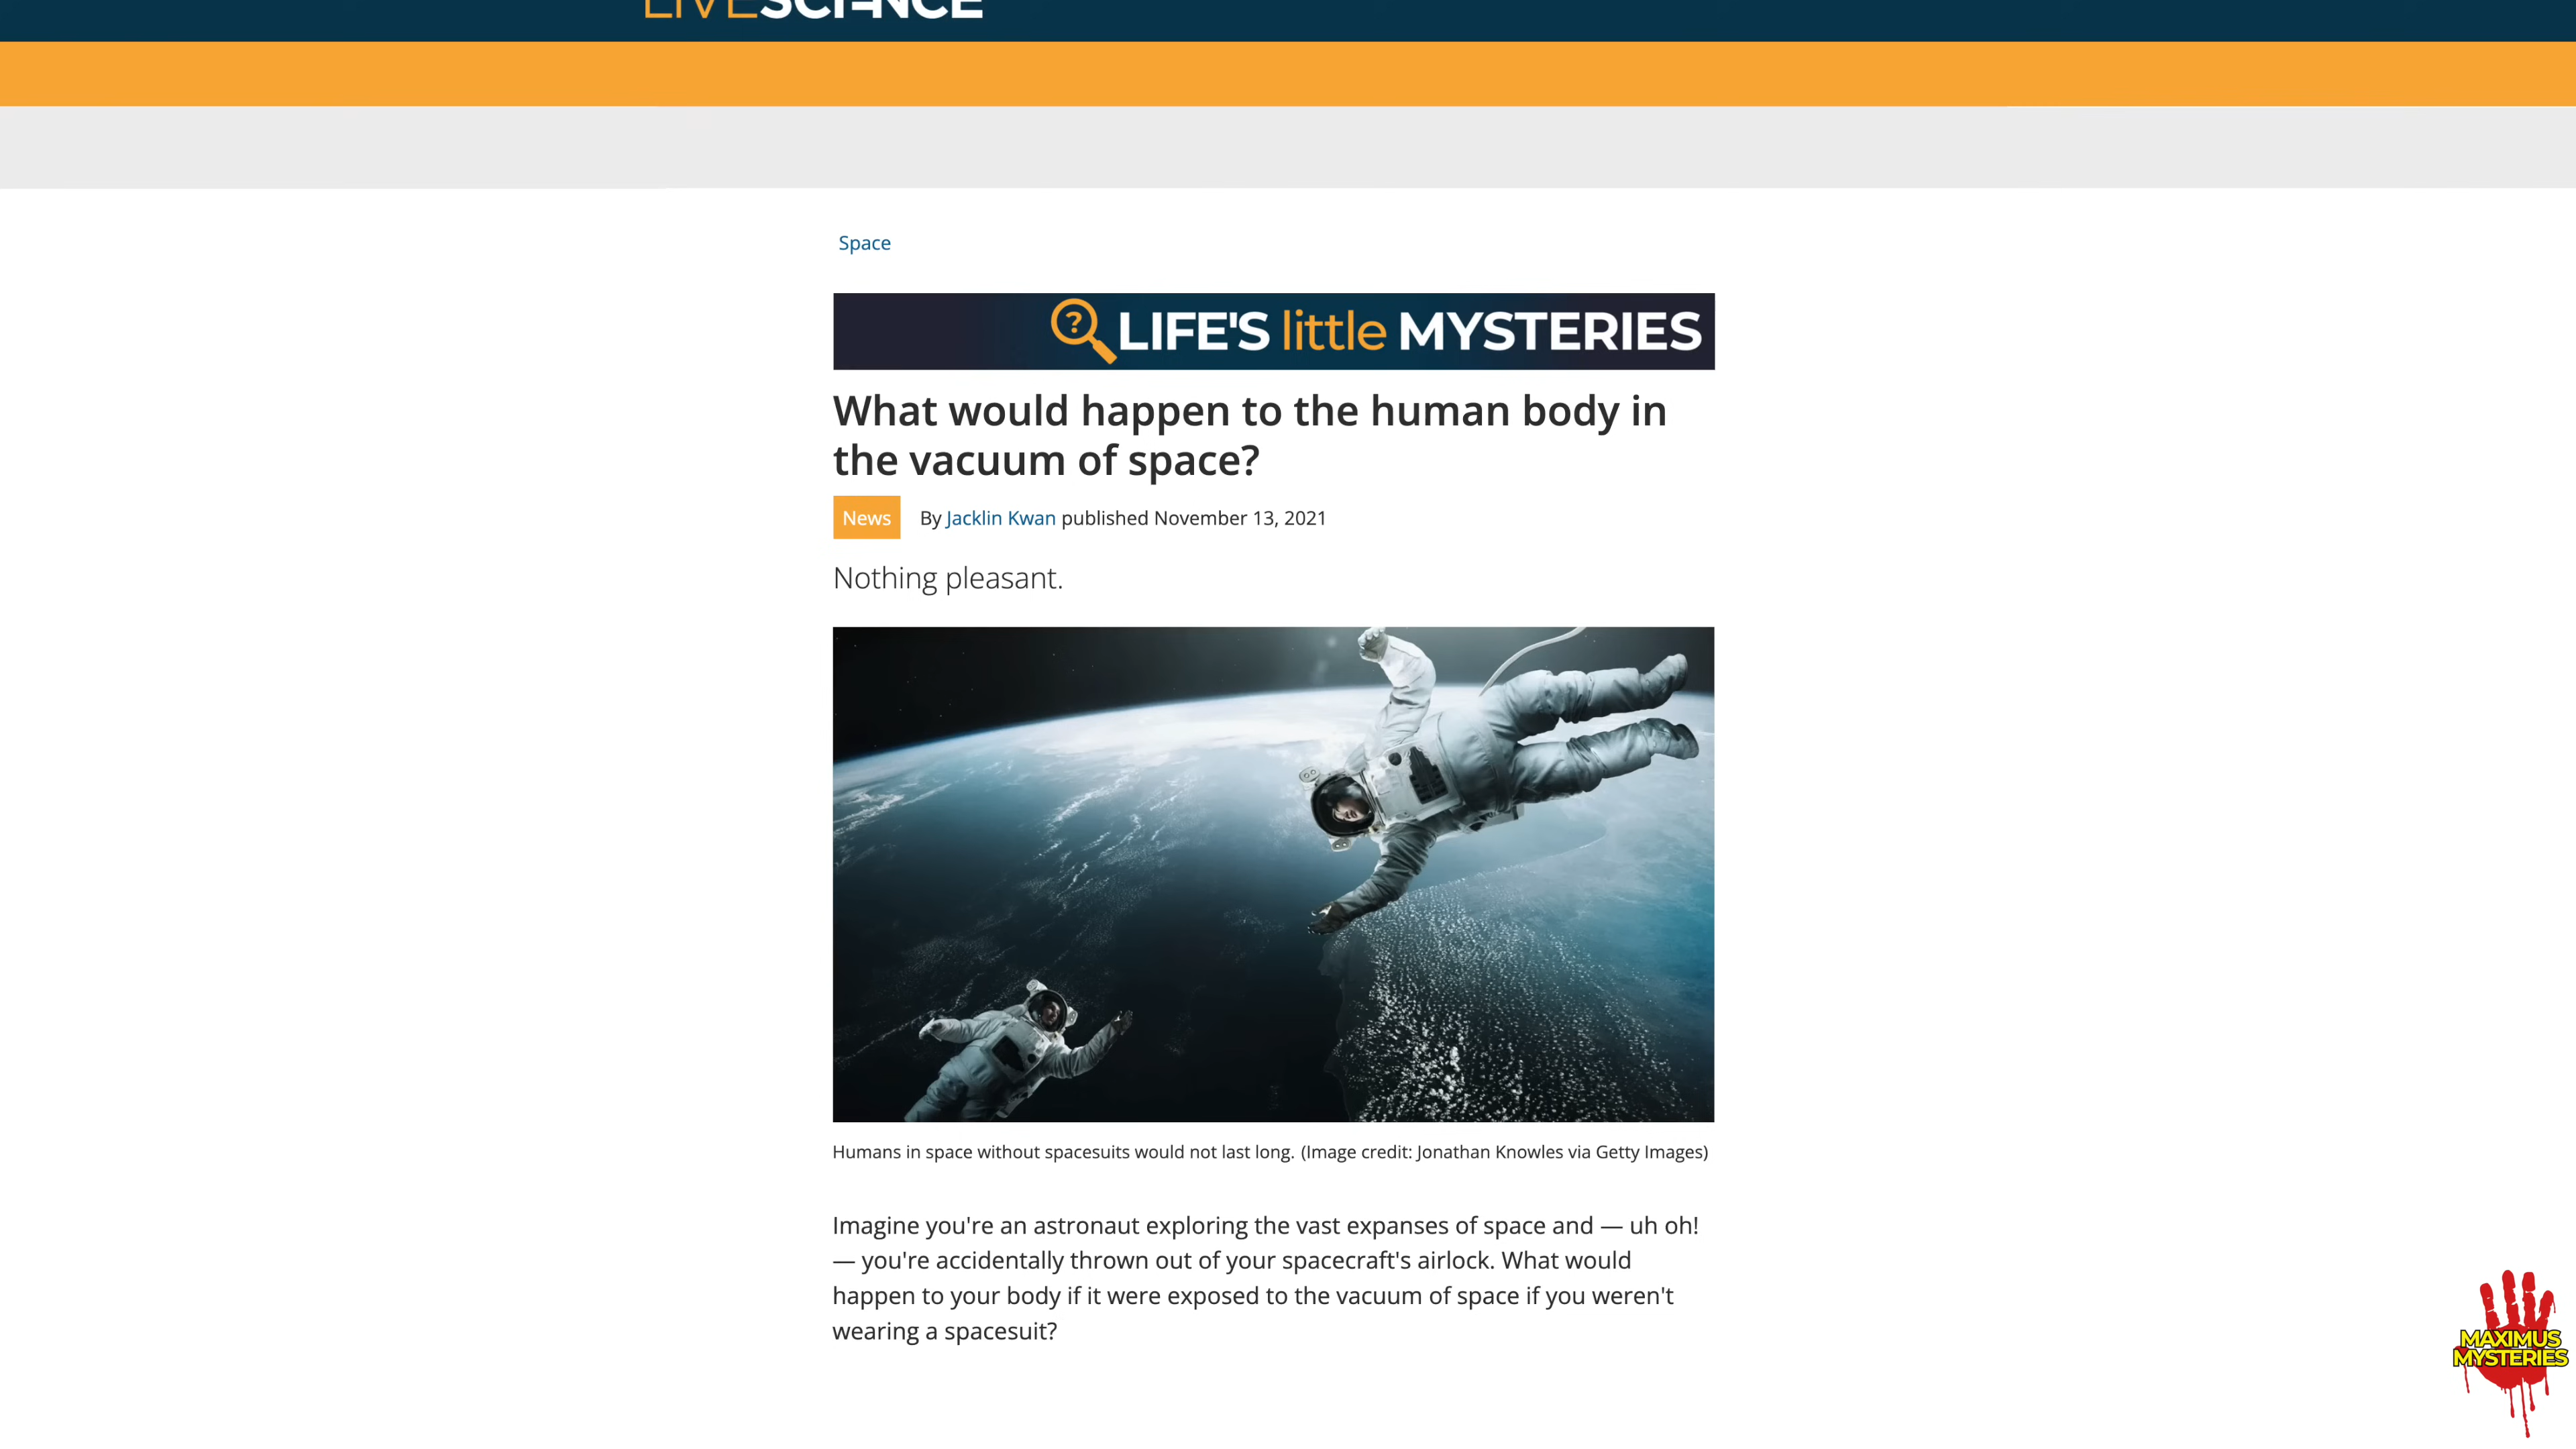 LIVESCIENCE
Space
? LIFE'S little MYSTERIES
What would happen to the human body in
the vacuum of space?
News By Jacklin Kwan published November 13, 2021
Nothing pleasant.
Humans in space without spacesuits would not last long. (Image credit: Jonathan Knowles via Getty Images)
Imagine you're an astronaut exploring the vast expanses of space and — uh oh!
— you're accidentally thrown out of your spacecraft's airlock. What would
happen to your body if it were exposed to the vacuum of space if you weren't
wearing a spacesuit?
MAXIMUS
MYSTERIES